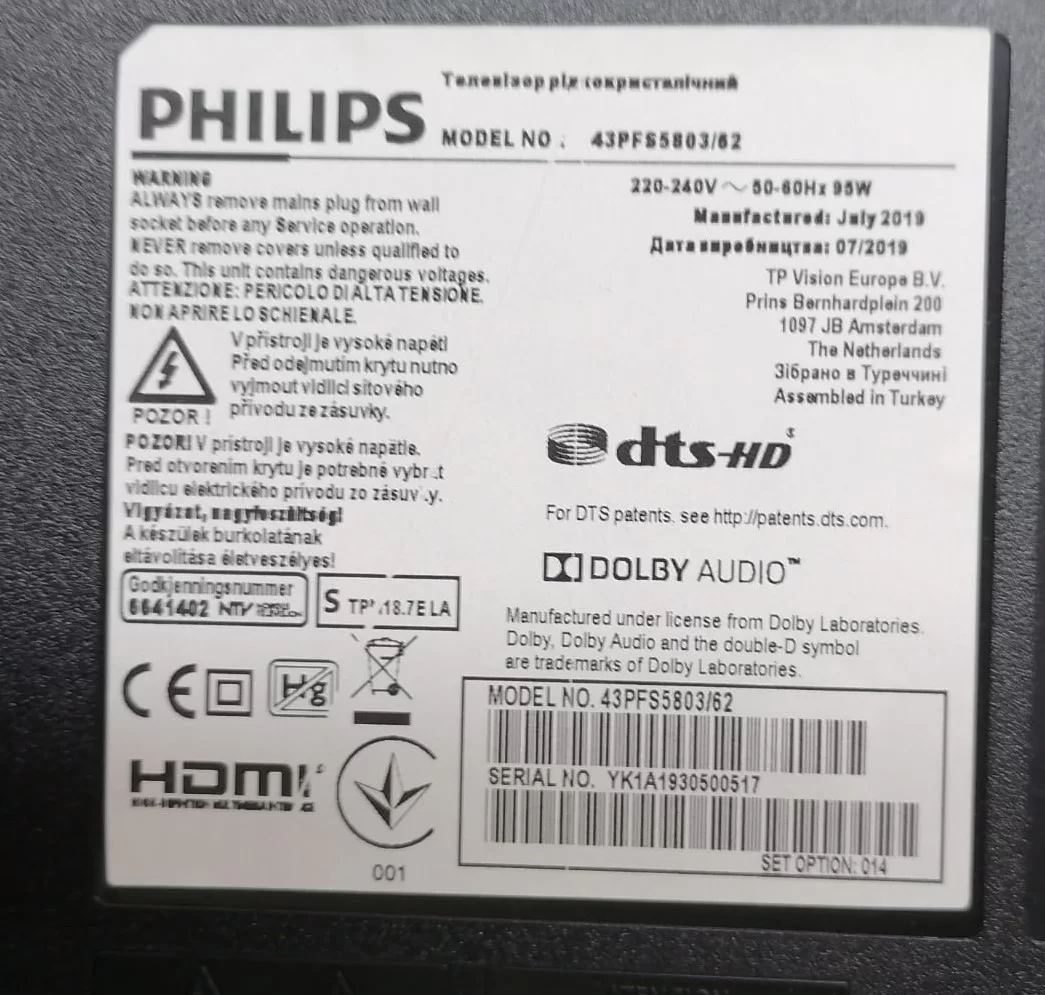 Телевізор рідкокристалічний
PHILIPS
MODEL NO : 43PFS5803/62
WARNING
ALWAYS remove mains plug from wall
socket before any Service operation.
NEVER remove covers unless qualified to
do so. This unit contains dangerous voltages.
ATTENZIONE: PERICOLO DI ALTA TENSIONE.
NON APRIRE LO SCHIENALE.
V přístroji je vysoké napětí
Před odejmutím krytu nutno
vyjmout vidlici síťového
přívodu ze zásuvky.
POZOR !
POZOR! V prístroji je vysoké napätie.
Pred otvorením krytu je potrebné vybrat
vidlicu elektrického prívodu zo zásuvky.
Vigyázat, nagyfeszültség!
A készülék burkolatának
eltávolítása életveszélyes!
220-240V ~ 50-60Hz 95W
Manufactured: July 2019
Дата виробництва: 07/2019
TP Vision Europe B.V.
Prins Bernhardplein 200
1097 JB Amsterdam
The Netherlands
Зібрано в Туреччині
Assembled in Turkey
dts-HD
For DTS patents, see http://patents.dts.com.
DOLBY AUDIO™
Manufactured under license from Dolby Laboratories.
Dolby, Dolby Audio and the double-D symbol
are trademarks of Dolby Laboratories.
Godkjenningsnummer
6641402 NTV
S 18.7E LA
CE
Hg
HDMI
001
MODEL NO. 43PFS5803/62
SERIAL NO. YK1A1930500517
SET OPTION: 014